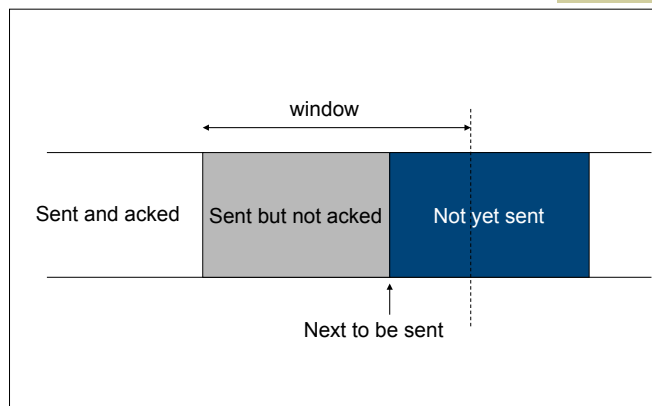 window
Sent and acked
Sent but not acked
Not yet sent
Next to be sent